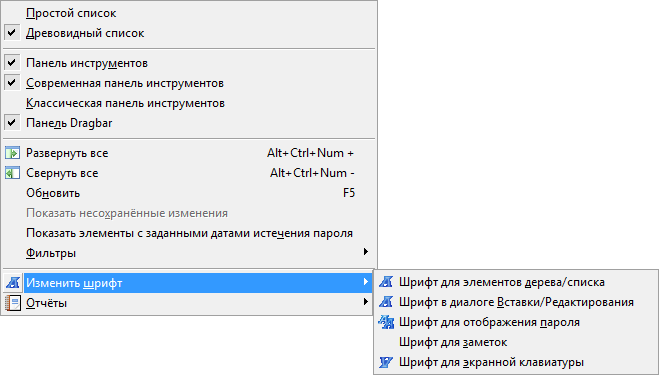 Простой список
Древовидный список
Панель инструментов
Современная панель инструментов
Классическая панель инструментов
Панель Dragbar
Развернуть все Alt+Ctrl+Num +
Свернуть все Alt+Ctrl+Num -
Обновить F5
Показать несохранённые изменения
Показать элементы с заданными датами истечения пароля
Фильтры
Изменить шрифт
Отчёты
Шрифт для элементов дерева/списка
Шрифт в диалоге Вставки/Редактирования
Шрифт для отображения пароля
Шрифт для заметок
Шрифт для экранной клавиатуры